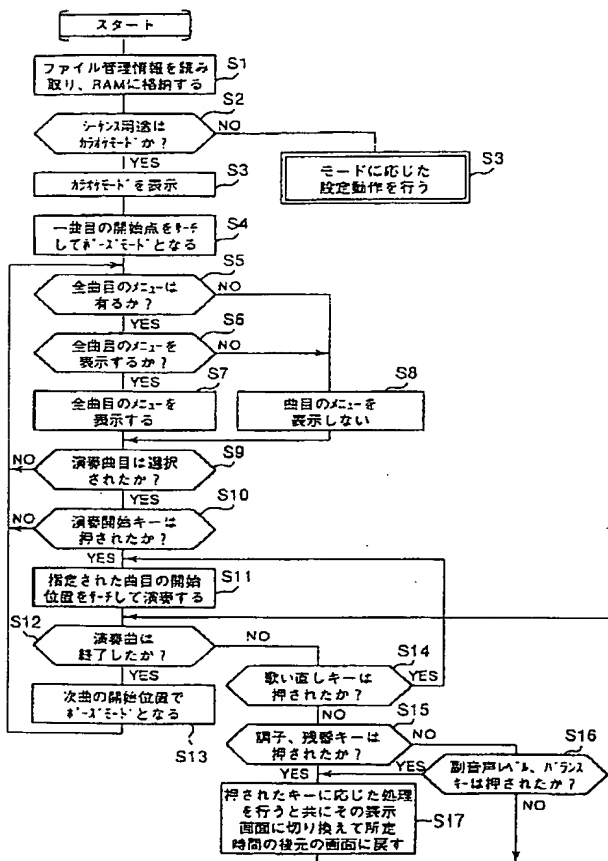 スタート
ファイル管理情報を読み
取り、RAMに格納する
S1
シーケンス用途は
カラオケモードか？
S2
NO
YES
カラオケモードを表示
S3
モードに応じた
設定動作を行う
S3
一曲目の開始点をサーチ
してポーズモードとなる
S4
全曲目のメニューは
有るか？
S5
NO
YES
全曲目のメニューを
表示するか？
S6
NO
YES
全曲目のメニューを
表示する
S7
曲目のメニューを
表示しない
S8
演奏曲目は選択
されたか？
S9
NO
YES
演奏開始キーは
押されたか？
S10
NO
YES
指定された曲目の開始
位置をサーチして演奏する
S11
演奏曲は
終了したか？
S12
NO
YES
次曲の開始位置で
ポーズモードとなる
S13
歌い直しキーは
押されたか？
S14
YES
NO
調子、残響キーは
押されたか？
S15
NO
YES
副音声レベル、バランス
キーは押されたか？
S16
YES
NO
押されたキーに応じた処理
を行うと共にその表示
画面に切り換えて所定
時間の後元の画面に戻す
S17